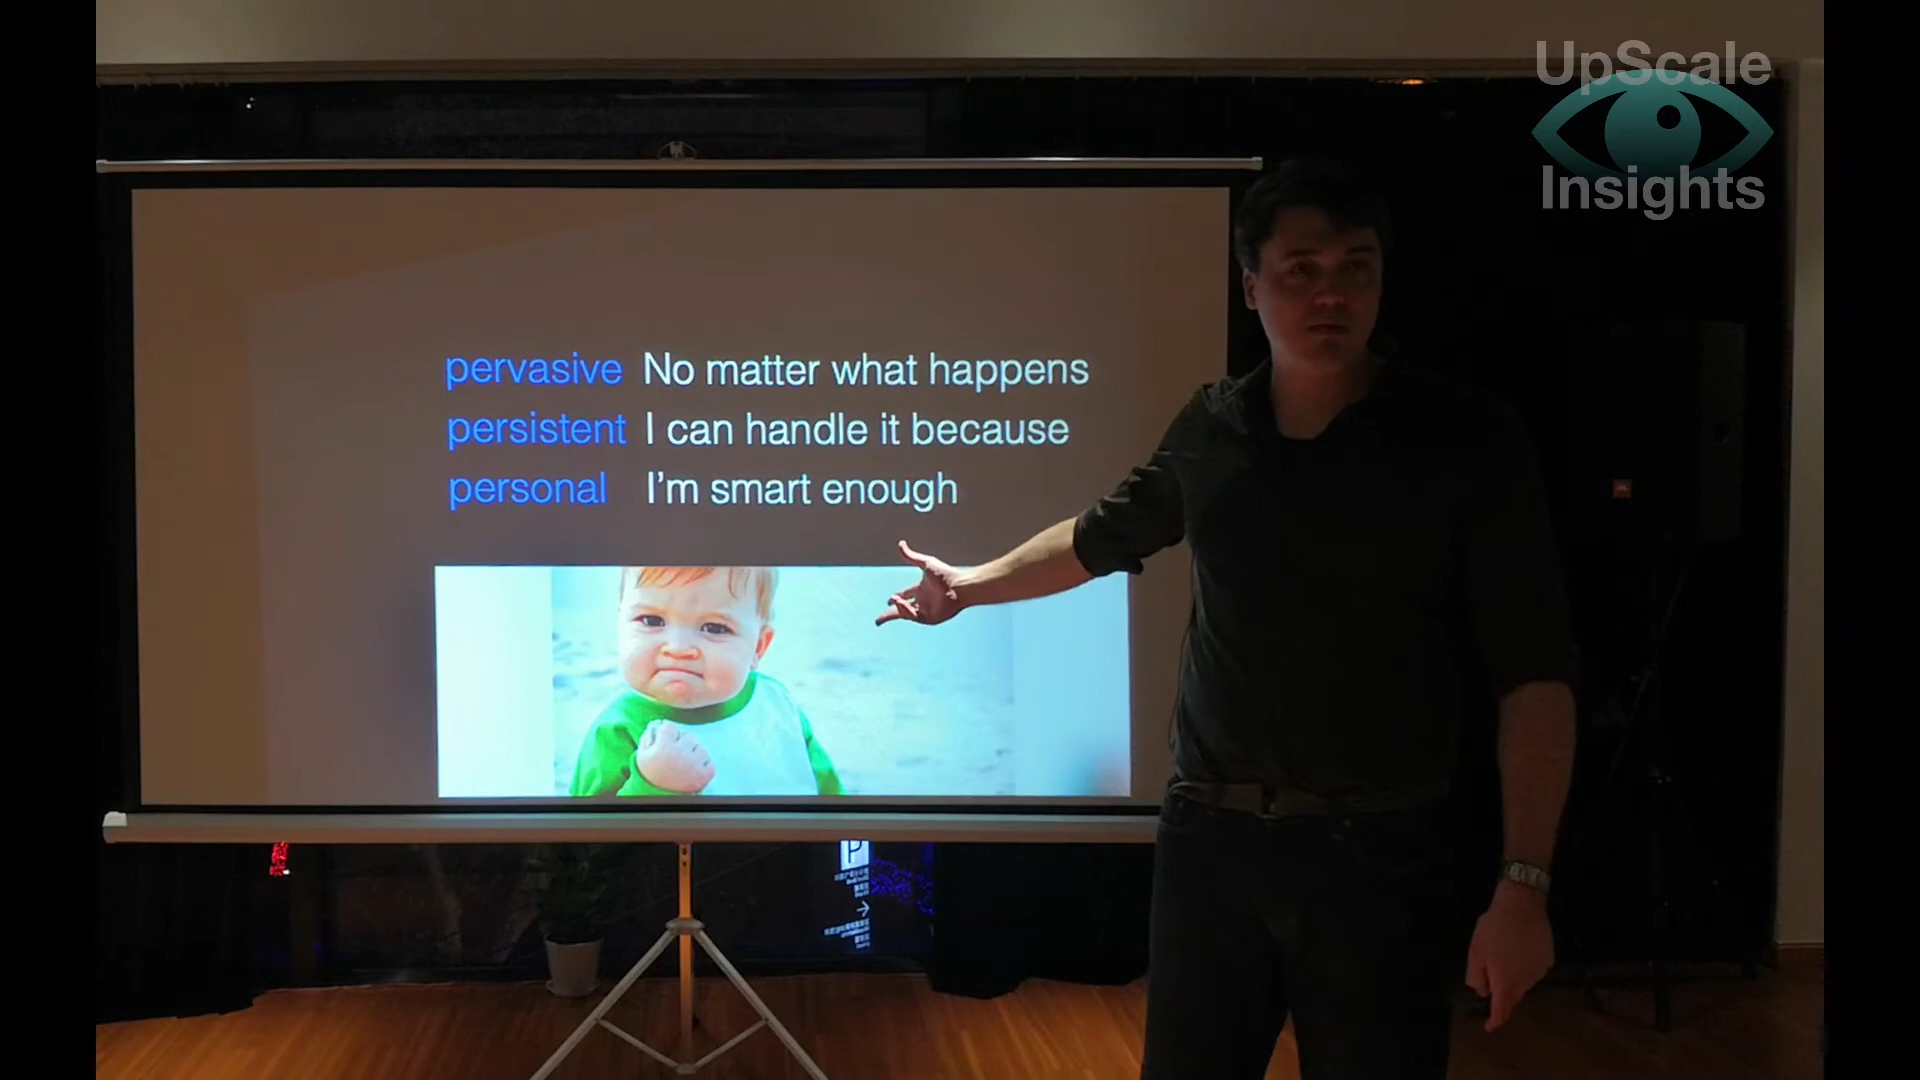 UpScale
Insights
pervasive No matter what happens
persistent I can handle it because
personal I'm smart enough
P